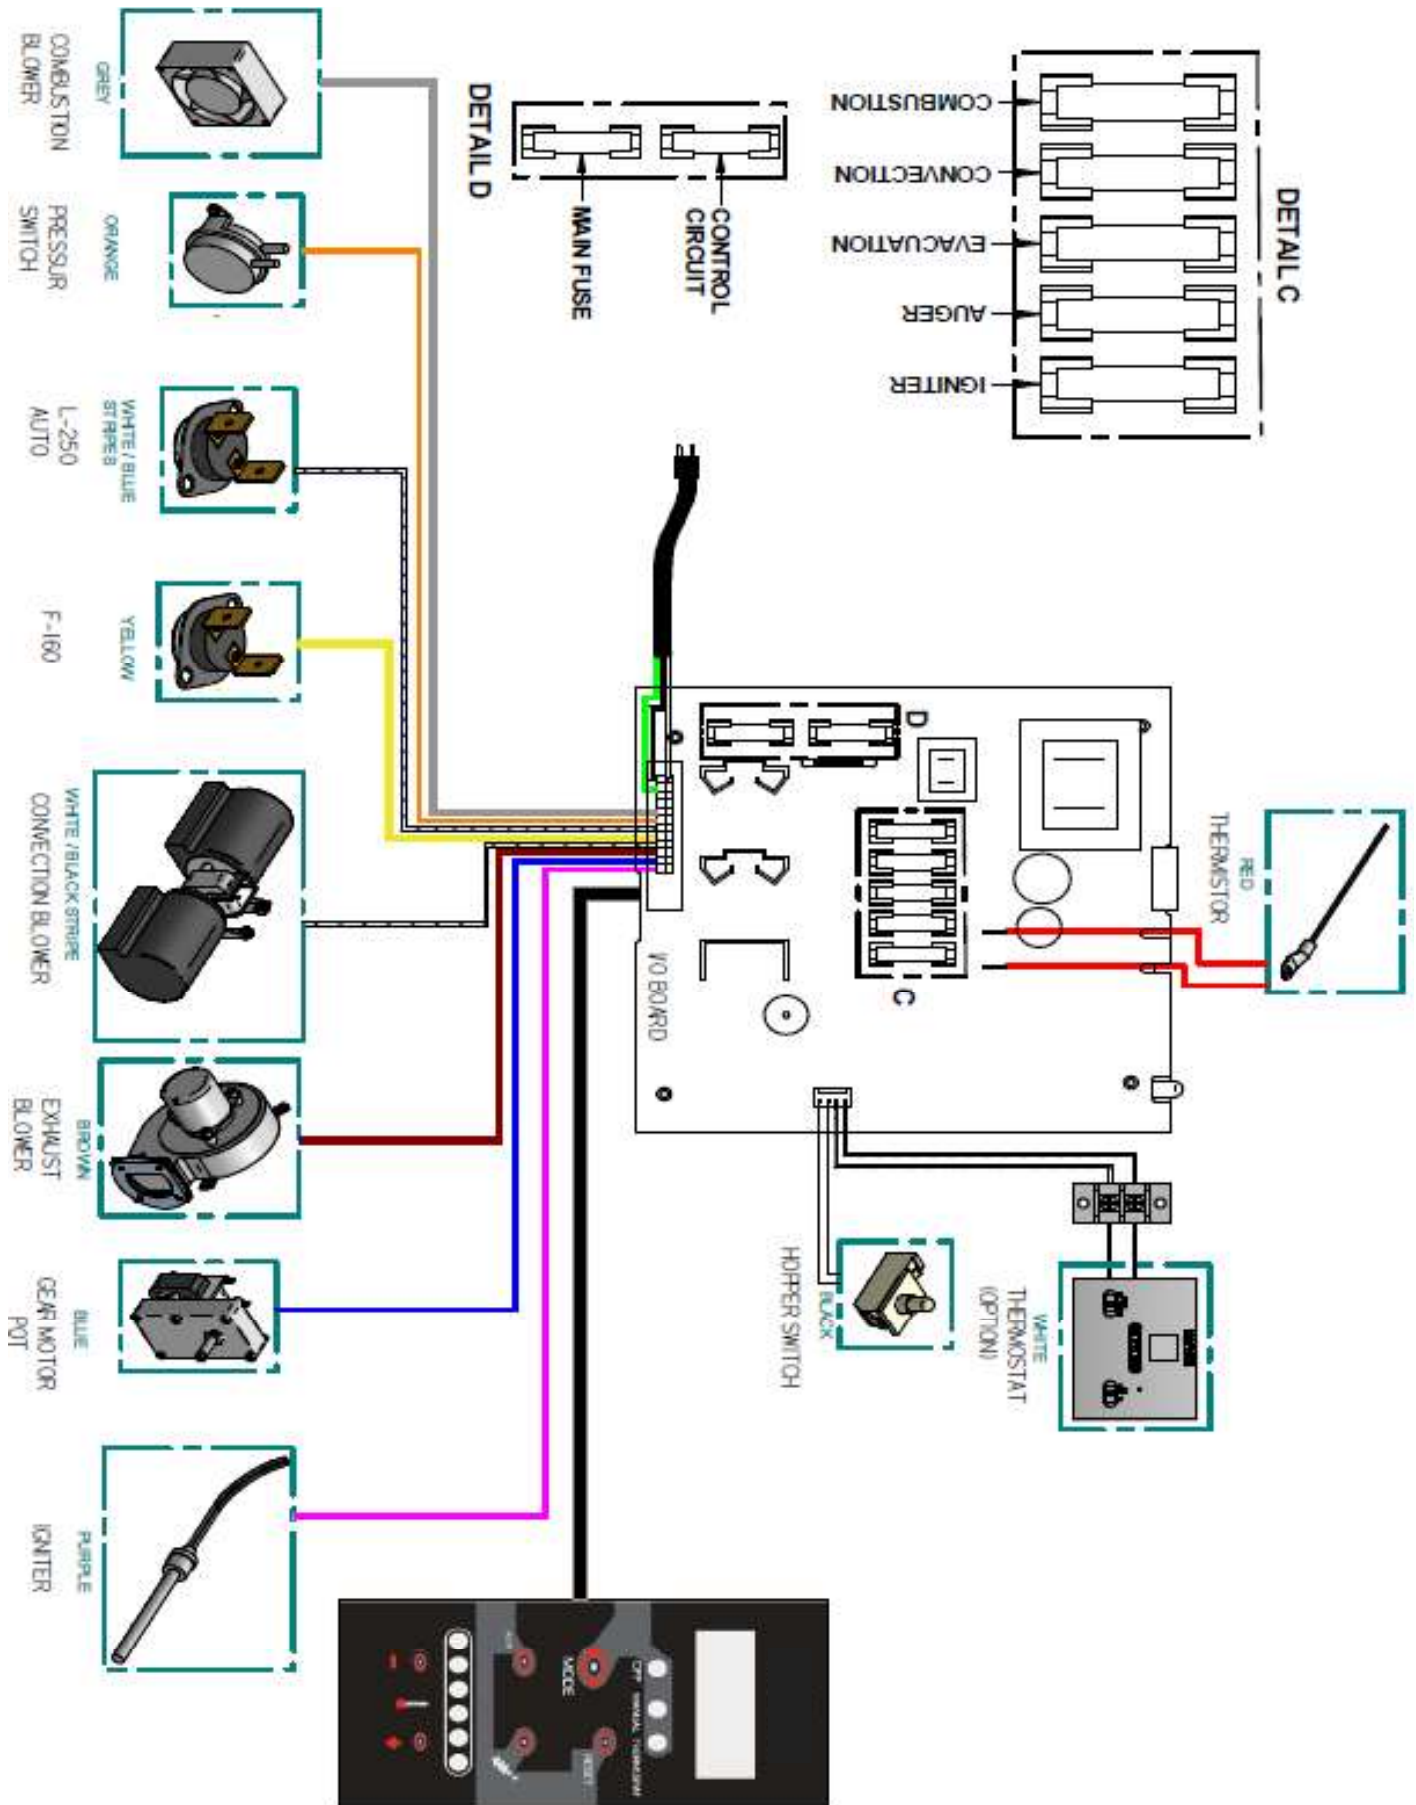 DETAIL C
COMBUSTION
CONVECTION
EVACUATION
AUGER
IGNITER
DETAIL D
MAIN FUSE
CONTROL
CIRCUIT
GREY
COMBUSTION
BLOWER
ORANGE
PRESSUR
SWITCH
WHITE / BLUE
STRIPES
L-250
AUTO
YELLOW
F-160
WHITE / BLACK STRIPE
CONVECTION BLOWER
BROWN
EXHAUST
BLOWER
BLUE
GEAR MOTOR
POT
PURPLE
IGNITER
D
C
I/O BOARD
RED
THERMISTOR
BLACK
HOPPER SWITCH
WHITE
THERMOSTAT
(OPTION)
OFF MANUAL
MODE
RESET